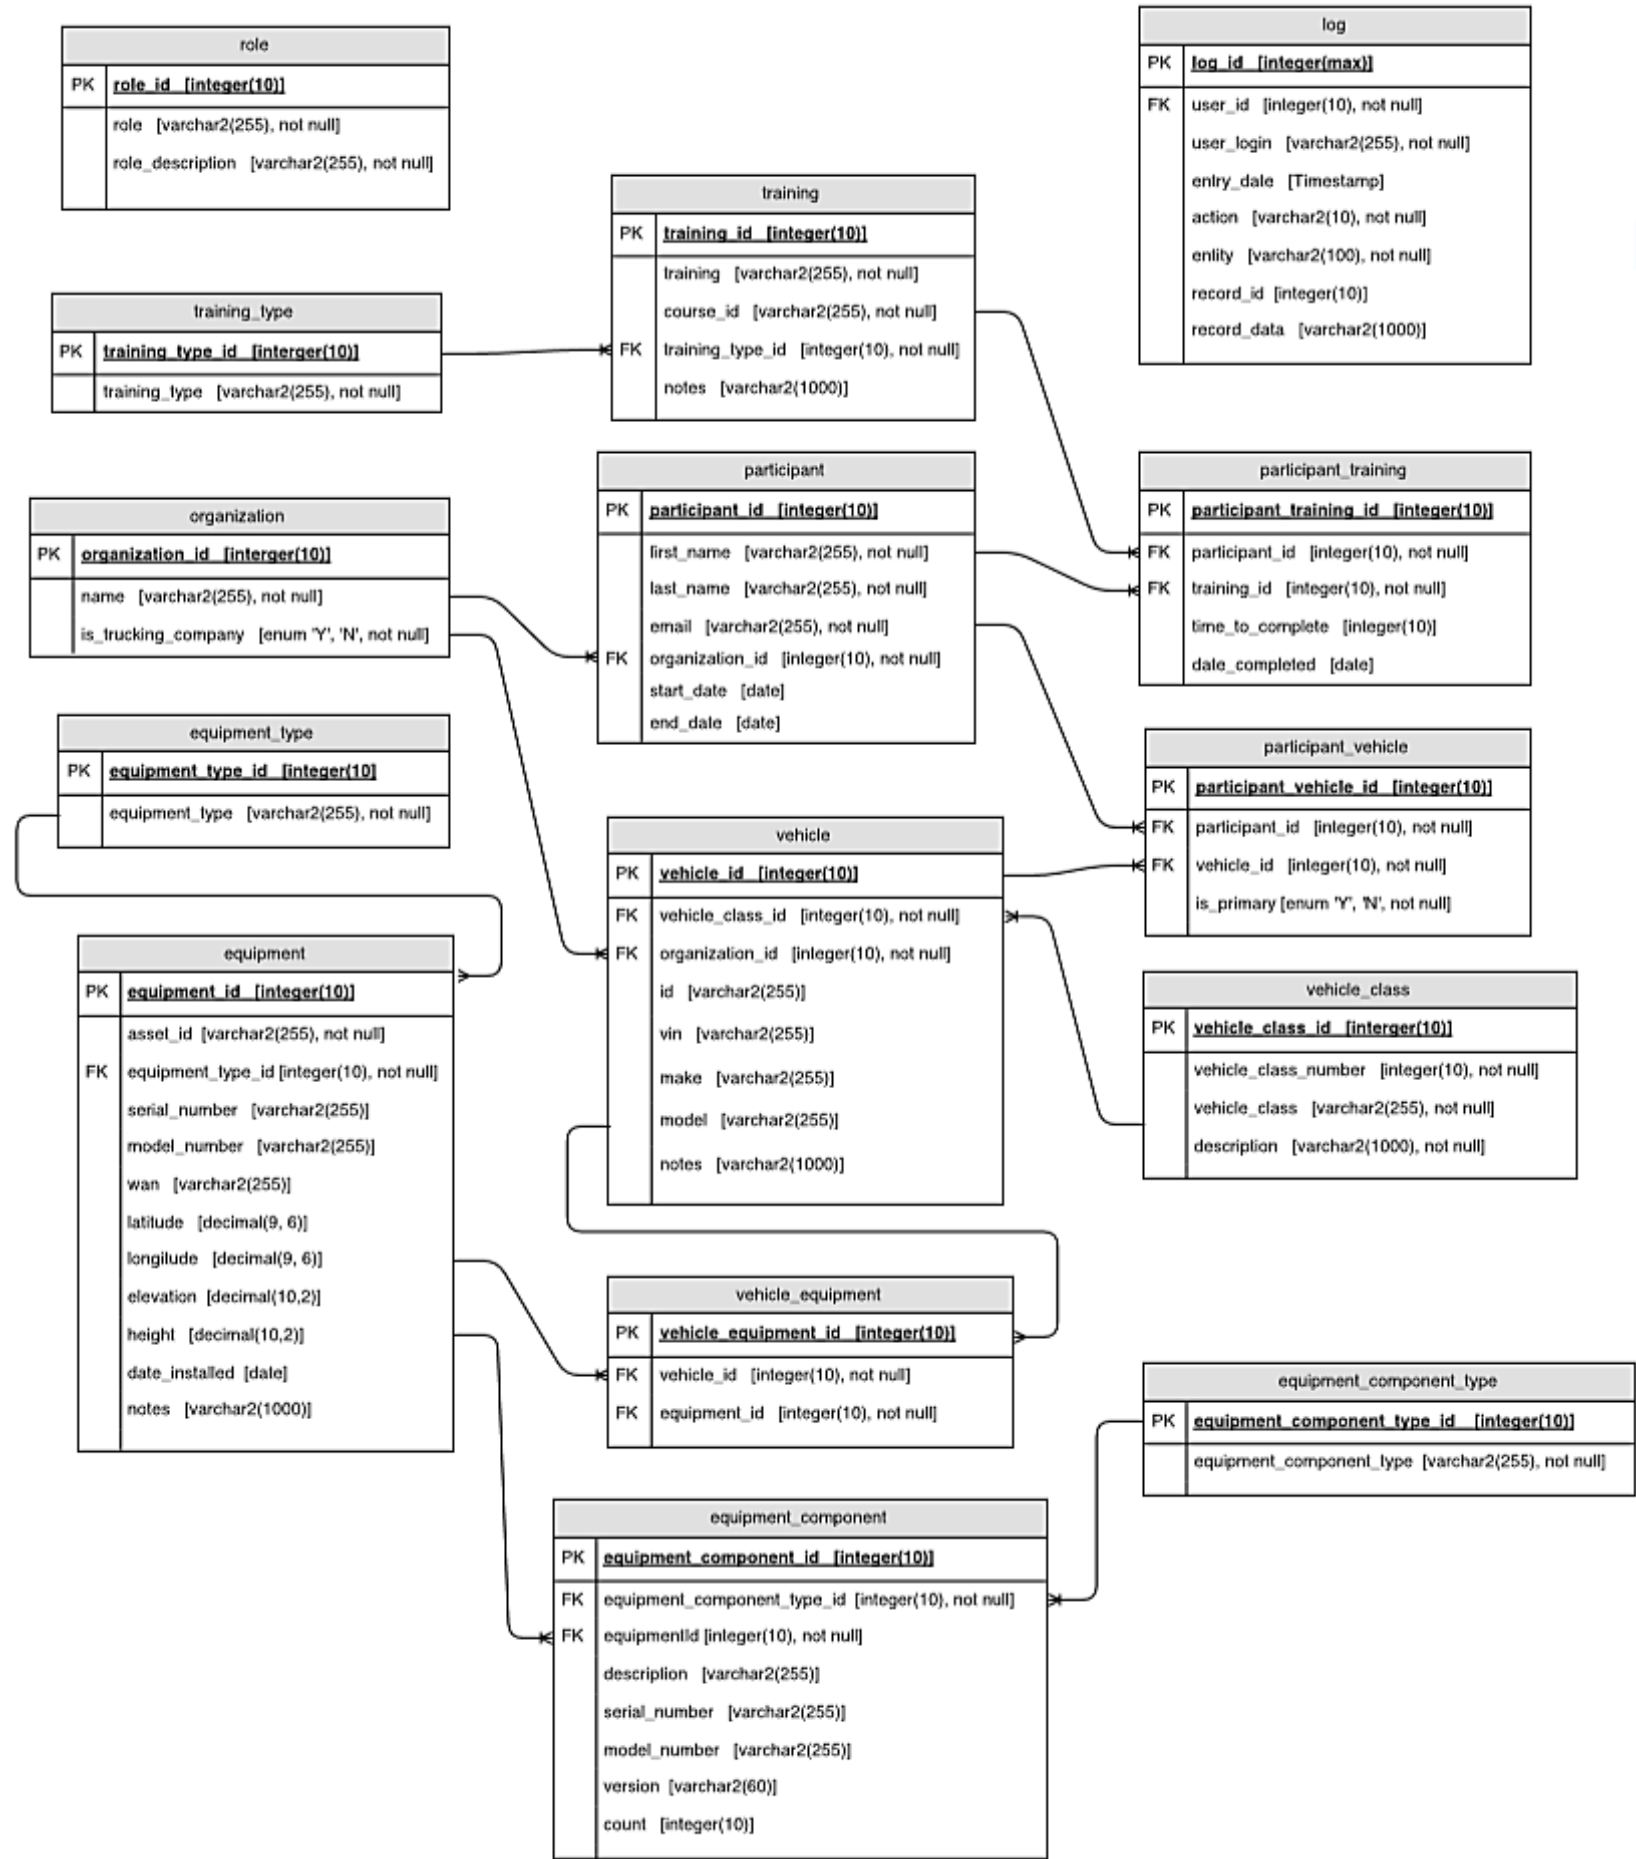 role
PK role_id [integer(10)]
role [varchar2(255), not null]
role_description [varchar2(255), not null]
log
PK log_id [integer(max)]
FK user_id [integer(10), not null]
user_login [varchar2(255), not null]
entry_date [Timestamp]
action [varchar2(10), not null]
entity [varchar2(100), not null]
record_id [integer(10)]
record_data [varchar2(1000)]
training
PK training_id [integer(10)]
training [varchar2(255), not null]
course_id [varchar2(255), not null]
FK training_type_id [integer(10), not null]
notes [varchar2(1000)]
training_type
PK training_type_id [interger(10)]
training_type [varchar2(255), not null]
participant
PK participant_id [integer(10)]
first_name [varchar2(255), not null]
last_name [varchar2(255), not null]
email [varchar2(255), not null]
FK organization_id [integer(10), not null]
start_date [date]
end_date [date]
participant_training
PK participant_training_id [integer(10)]
FK participant_id [integer(10), not null]
FK training_id [integer(10), not null]
time_to_complete [integer(10)]
date_completed [date]
organization
PK organization_id [interger(10)]
name [varchar2(255), not null]
is_trucking_company [enum 'Y', 'N', not null]
equipment_type
PK equipment_type_id [integer(10]
equipment_type [varchar2(255), not null]
participant_vehicle
PK participant_vehicle_id [integer(10)]
FK participant_id [integer(10), not null]
FK vehicle_id [integer(10), not null]
is_primary [enum 'Y', 'N', not null]
vehicle
PK vehicle_id [integer(10)]
FK vehicle_class_id [integer(10), not null]
FK organization_id [integer(10), not null]
id [varchar2(255)]
vin [varchar2(255)]
make [varchar2(255)]
model [varchar2(255)]
notes [varchar2(1000)]
equipment
PK equipment_id [integer(10)]
asset_id [varchar2(255), not null]
FK equipment_type_id [integer(10), not null]
serial_number [varchar2(255)]
model_number [varchar2(255)]
wan [varchar2(255)]
latitude [decimal(9, 6)]
longitude [decimal(9, 6)]
elevation [decimal(10,2)]
height [decimal(10,2)]
date_installed [date]
notes [varchar2(1000)]
vehicle_class
PK vehicle_class_id [interger(10)]
vehicle_class_number [integer(10), not null]
vehicle_class [varchar2(255), not null]
description [varchar2(1000), not null]
vehicle_equipment
PK vehicle_equipment_id [integer(10)]
FK vehicle_id [integer(10), not null]
FK equipment_id [integer(10), not null]
equipment_component_type
PK equipment_component_type_id [integer(10)]
equipment_component_type [varchar2(255), not null]
equipment_component
PK equipment_component_id [integer(10)]
FK equipment_component_type_id [integer(10), not null]
FK equipmentId [integer(10), not null]
description [varchar2(255)]
serial_number [varchar2(255)]
model_number [varchar2(255)]
version [varchar2(60)]
count [integer(10)]